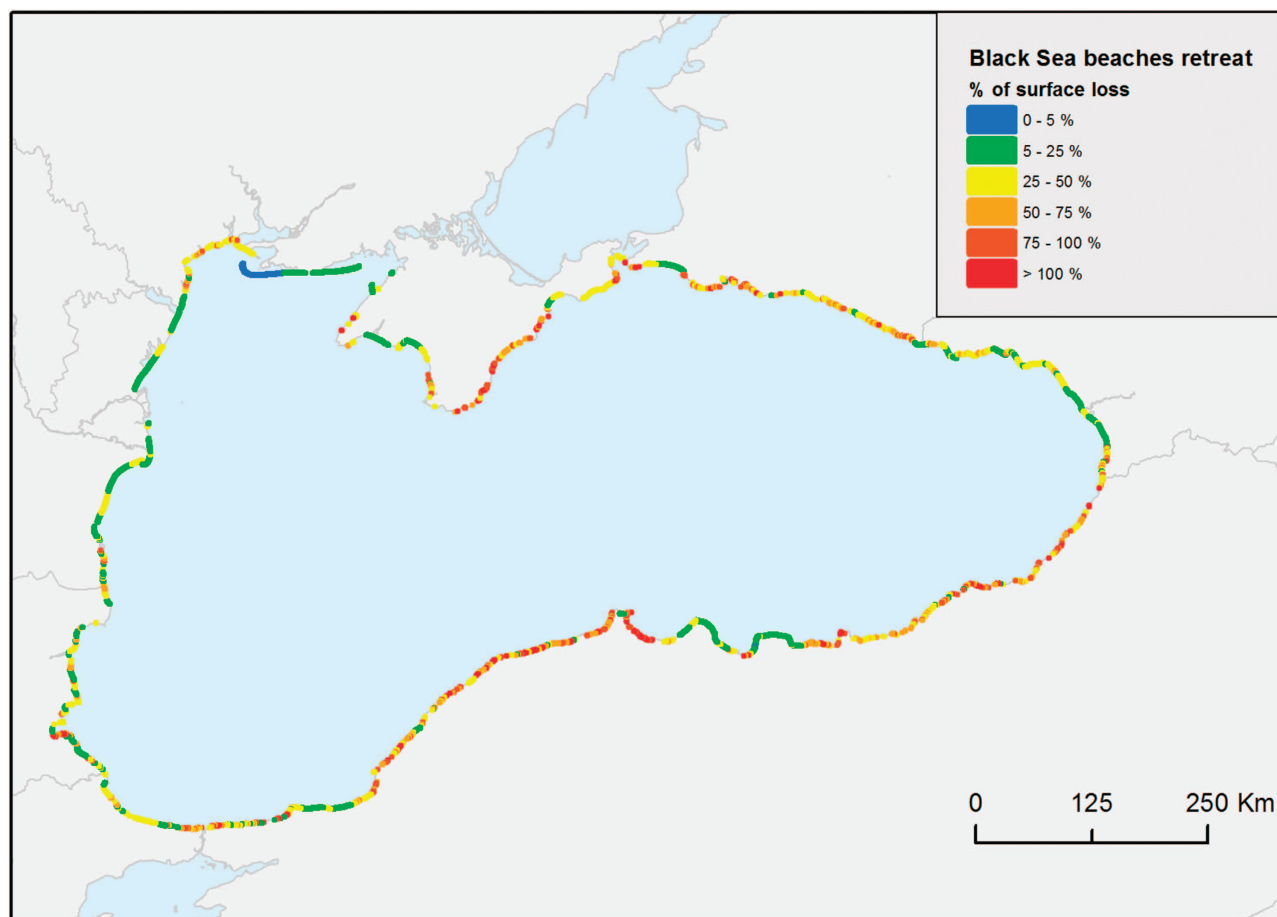 Black Sea beaches retreat
% of surface loss
0 - 5 %
5 - 25 %
25 - 50 %
50 - 75 %
75 - 100 %
> 100 %
0 125 250 Km